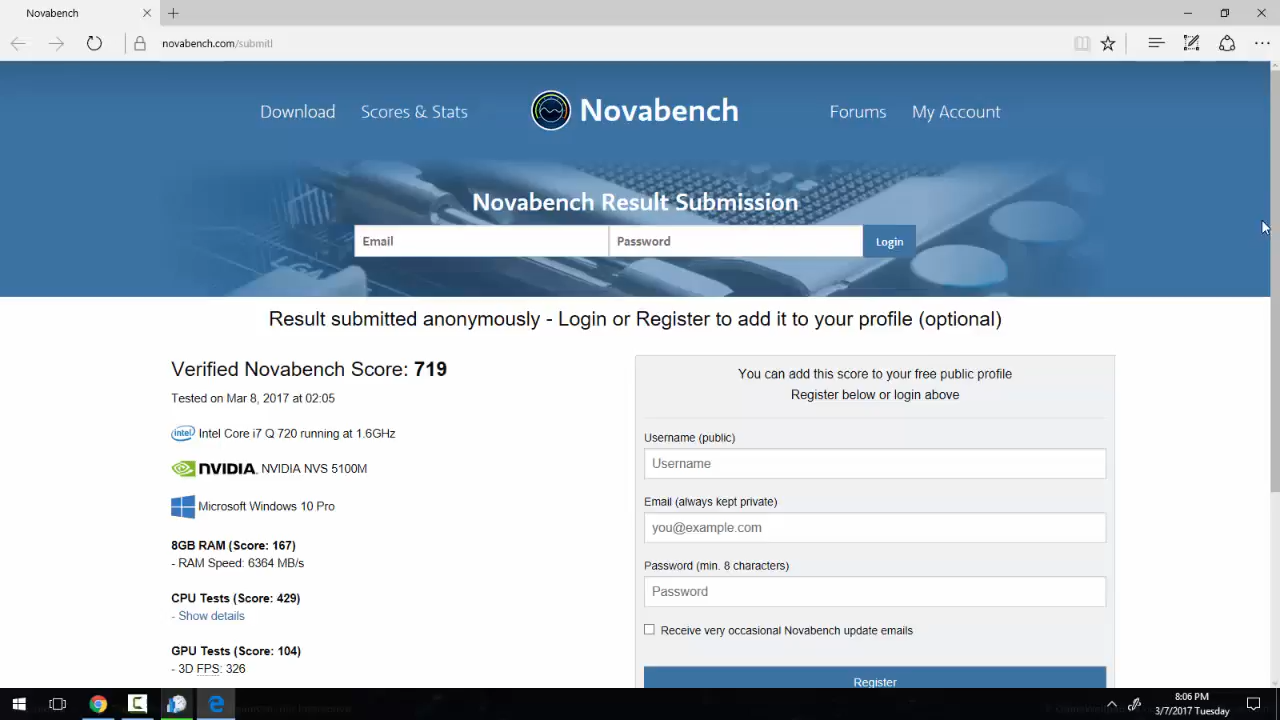 Novabench
novabench.com/submit/
Download
Scores & Stats
Novabench
Forums
My Account
Novabench Result Submission
Email
Password
Login
Result submitted anonymously - Login or Register to add it to your profile (optional)
Verified Novabench Score: 719
Tested on Mar 8, 2017 at 02:05
intel Intel Core i7 Q 720 running at 1.6GHz
NVIDIA. NVIDIA NVS 5100M
Microsoft Windows 10 Pro
8GB RAM (Score: 167)
- RAM Speed: 6364 MB/s
CPU Tests (Score: 429)
- Show details
GPU Tests (Score: 104)
- 3D FPS: 326
You can add this score to your free public profile
Register below or login above
Username (public)
Username
Email (always kept private)
you@example.com
Password (min. 8 characters)
Password
Receive very occasional Novabench update emails
Register
8:06 PM
3/7/2017 Tuesday